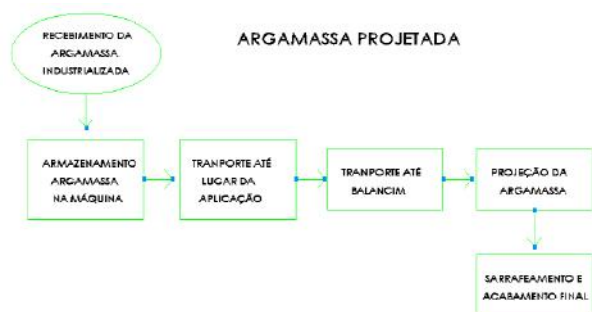 ARGAMASSA PROJETADA
RECEBIMENTO DA
ARGAMASSA
INDUSTRIALIZADA
ARMAZENAMENTO
ARGAMASSA
NA MÁQUINA
TRANPORTE ATÉ
LUGAR DA
APLICAÇÃO
TRANPORTE ATÉ
BALANCIM
PROJEÇÃO DA
ARGAMASSA
SARRAFEAMENTO E
ACABAMENTO FINAL